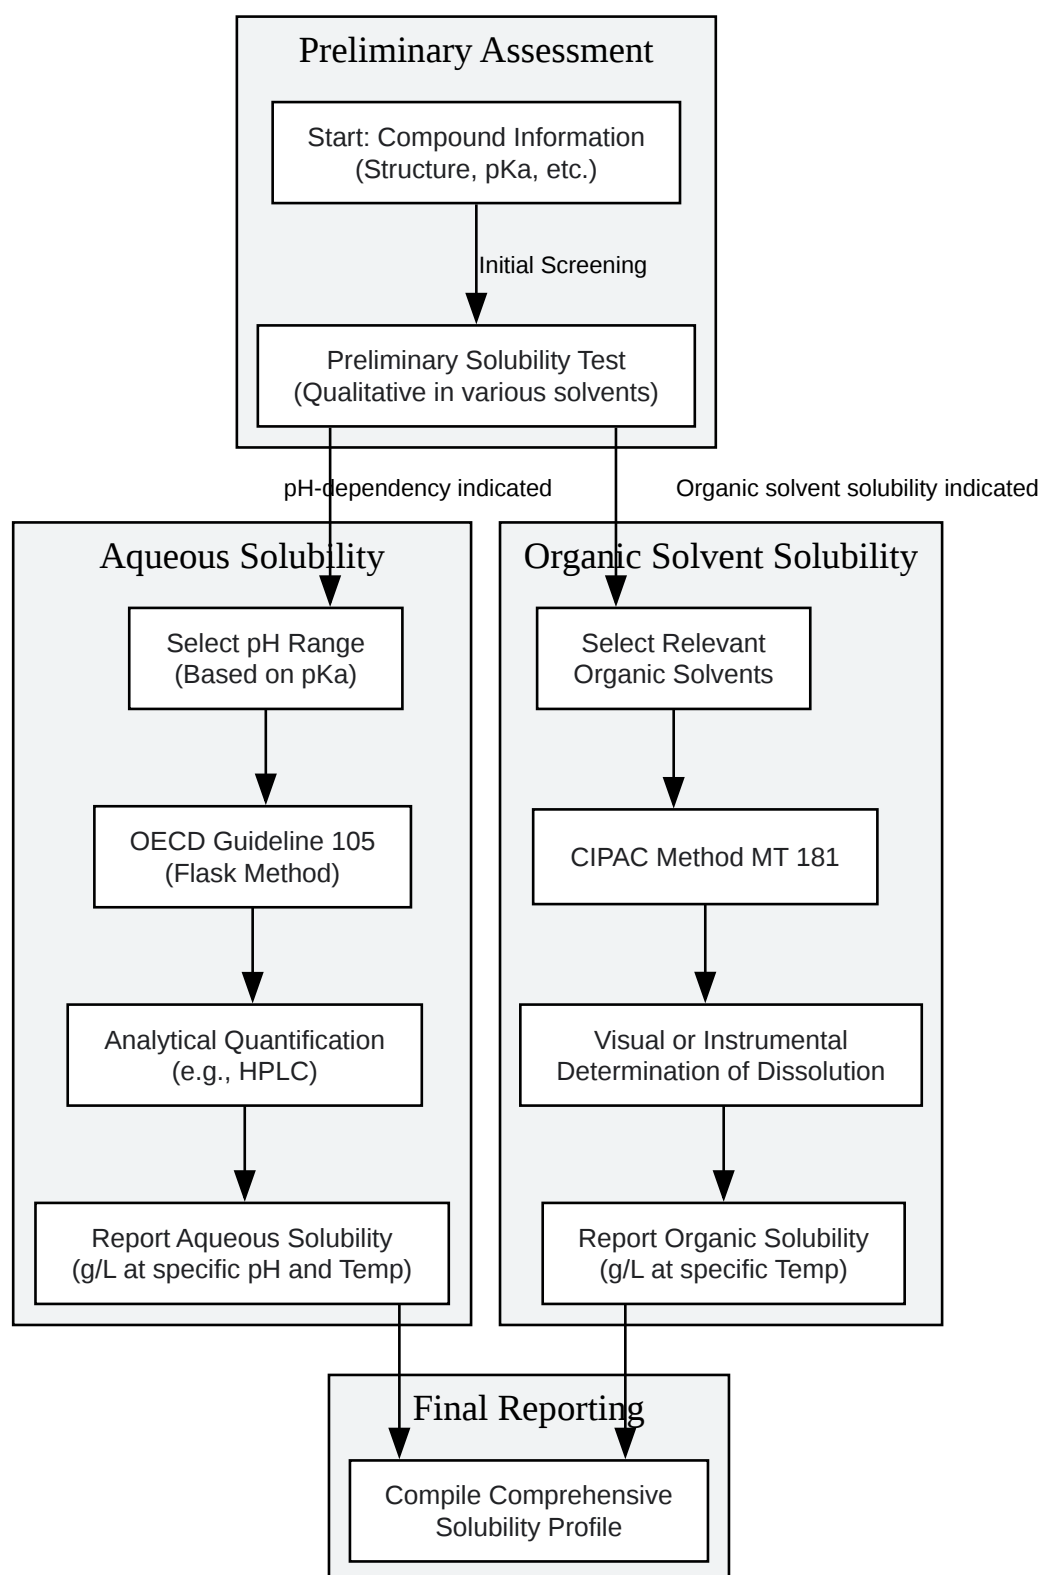 Preliminary Assessment
Start: Compound Information
(Structure, pKa, etc.)
Initial Screening
Preliminary Solubility Test
(Qualitative in various solvents)
pH-dependency indicated
Organic solvent solubility indicated
Aqueous Solubility
Select pH Range
(Based on pKa)
OECD Guideline 105
(Flask Method)
Analytical Quantification
(e.g., HPLC)
Report Aqueous Solubility
(g/L at specific pH and Temp)
Organic Solvent Solubility
Select Relevant
Organic Solvents
CIPAC Method MT 181
Visual or Instrumental
Determination of Dissolution
Report Organic Solubility
(g/L at specific Temp)
Final Reporting
Compile Comprehensive
Solubility Profile